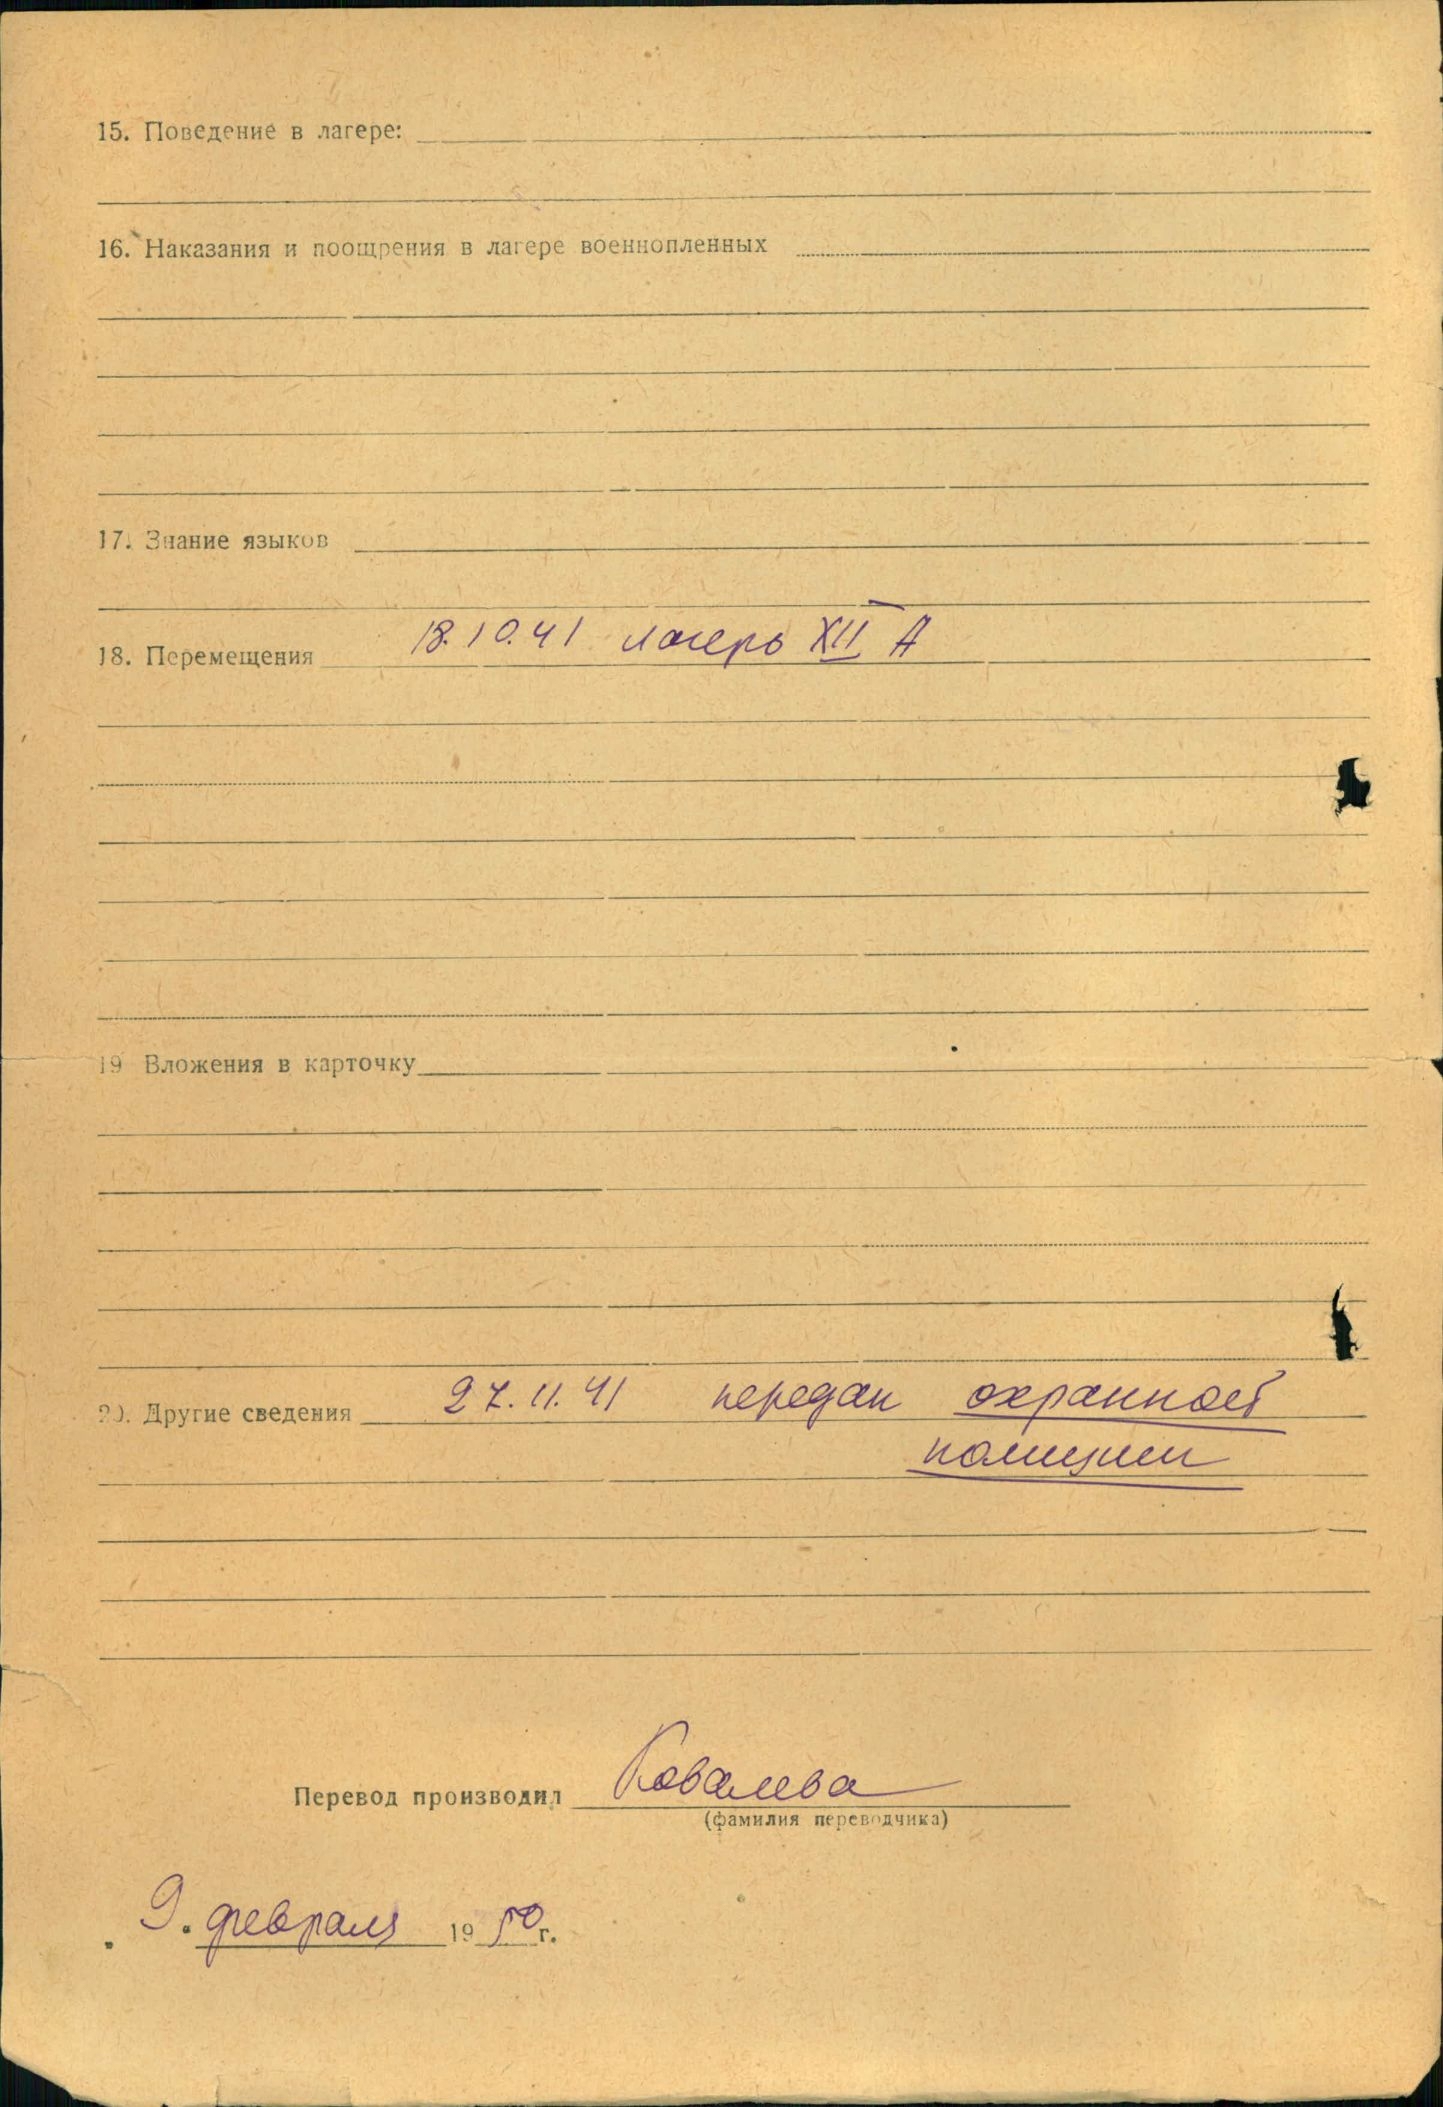 15. Поведение в лагере:
16. Наказания и поощрения в лагере военнопленных
17. Знание языков
18. Перемещения 18.10.41 лагерь XII А
19 Вложения в карточку
20. Другие сведения 27.11.41 передан охранной
полиции
Перевод производил Ковалева
(фамилия переводчика)
9. февраля 1950 г.